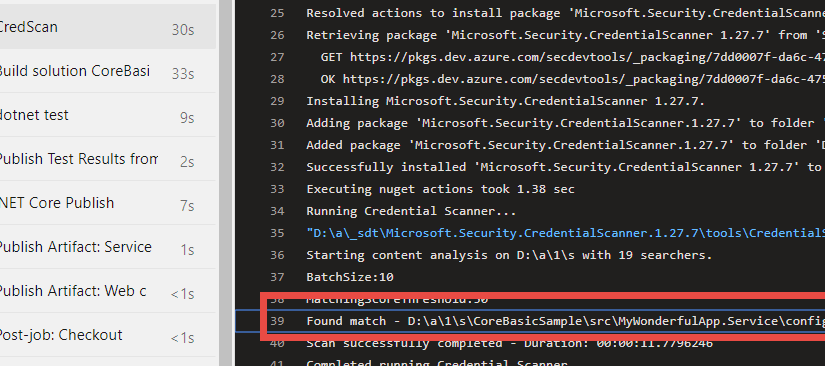 CredScan 30s
Build solution CoreBasi 33s
dotnet test 9s
Publish Test Results from 2s
.NET Core Publish 7s
Publish Artifact: Service 1s
Publish Artifact: Web c <1s
Post-job: Checkout <1s
25 Resolved actions to install package 'Microsoft.Security.CredentialScanne
26 Retrieving package 'Microsoft.Security.CredentialScanner 1.27.7' from 'S
27 GET https://pkgs.dev.azure.com/secdevtools/_packaging/7dd0007f-da6c-47
28 OK https://pkgs.dev.azure.com/secdevtools/_packaging/7dd0007f-da6c-475
29 Installing Microsoft.Security.CredentialScanner 1.27.7.
30 Adding package 'Microsoft.Security.CredentialScanner.1.27.7' to folder '
31 Added package 'Microsoft.Security.CredentialScanner.1.27.7' to folder 'D
32 Successfully installed 'Microsoft.Security.CredentialScanner 1.27.7' to
33 Executing nuget actions took 1.38 sec
34 Running Credential Scanner...
35 "D:\a\_sdt\Microsoft.Security.CredentialScanner.1.27.7\tools\CredentialS
36 Starting content analysis on D:\a\1\s with 19 searchers.
37 BatchSize:10
38 MatchingScoreThreshold:50
39 Found match - D:\a\1\s\CoreBasicSample\src\MyWonderfulApp.Service\config
40 Scan successfully completed - Duration: 00:00:11.7796246
41 Completed running Credential Scanner